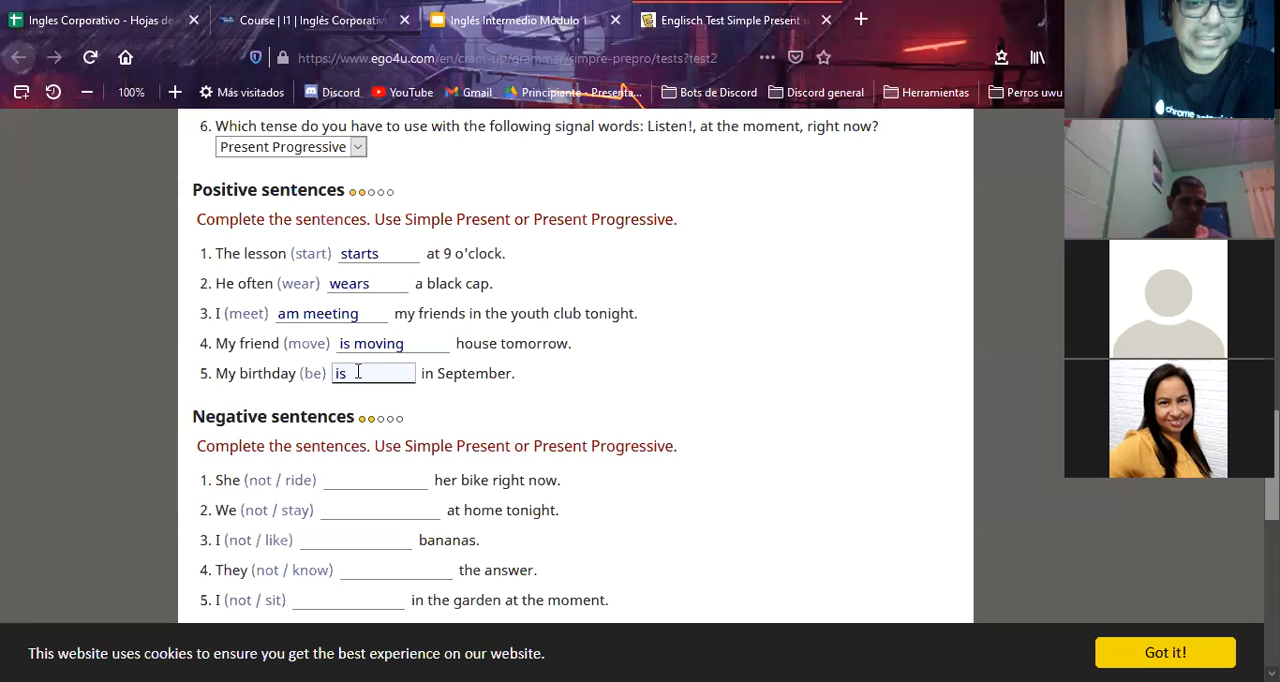 Ingles Corporativo - Hojas de
Course | I1 | Inglés Corporativ
Inglés Intermedio Módulo 1 -
Englisch Test Simple Present u
https://www.ego4u.com/en/cram-up/grammar/simpre-prepro/tests?test2
100%
Más visitados
Discord
YouTube
Gmail
Principiante - Presenta...
Bots de Discord
Discord general
Herramientas
Perros uwu
6. Which tense do you have to use with the following signal words: Listen!, at the moment, right now?
Present Progressive
Positive sentences
Complete the sentences. Use Simple Present or Present Progressive.
1. The lesson (start) starts at 9 o'clock.
2. He often (wear) wears a black cap.
3. I (meet) am meeting my friends in the youth club tonight.
4. My friend (move) is moving house tomorrow.
5. My birthday (be) is in September.
Negative sentences
Complete the sentences. Use Simple Present or Present Progressive.
1. She (not / ride) her bike right now.
2. We (not / stay) at home tonight.
3. I (not / like) bananas.
4. They (not / know) the answer.
5. I (not / sit) in the garden at the moment.
This website uses cookies to ensure you get the best experience on our website.
Got it!
chrome